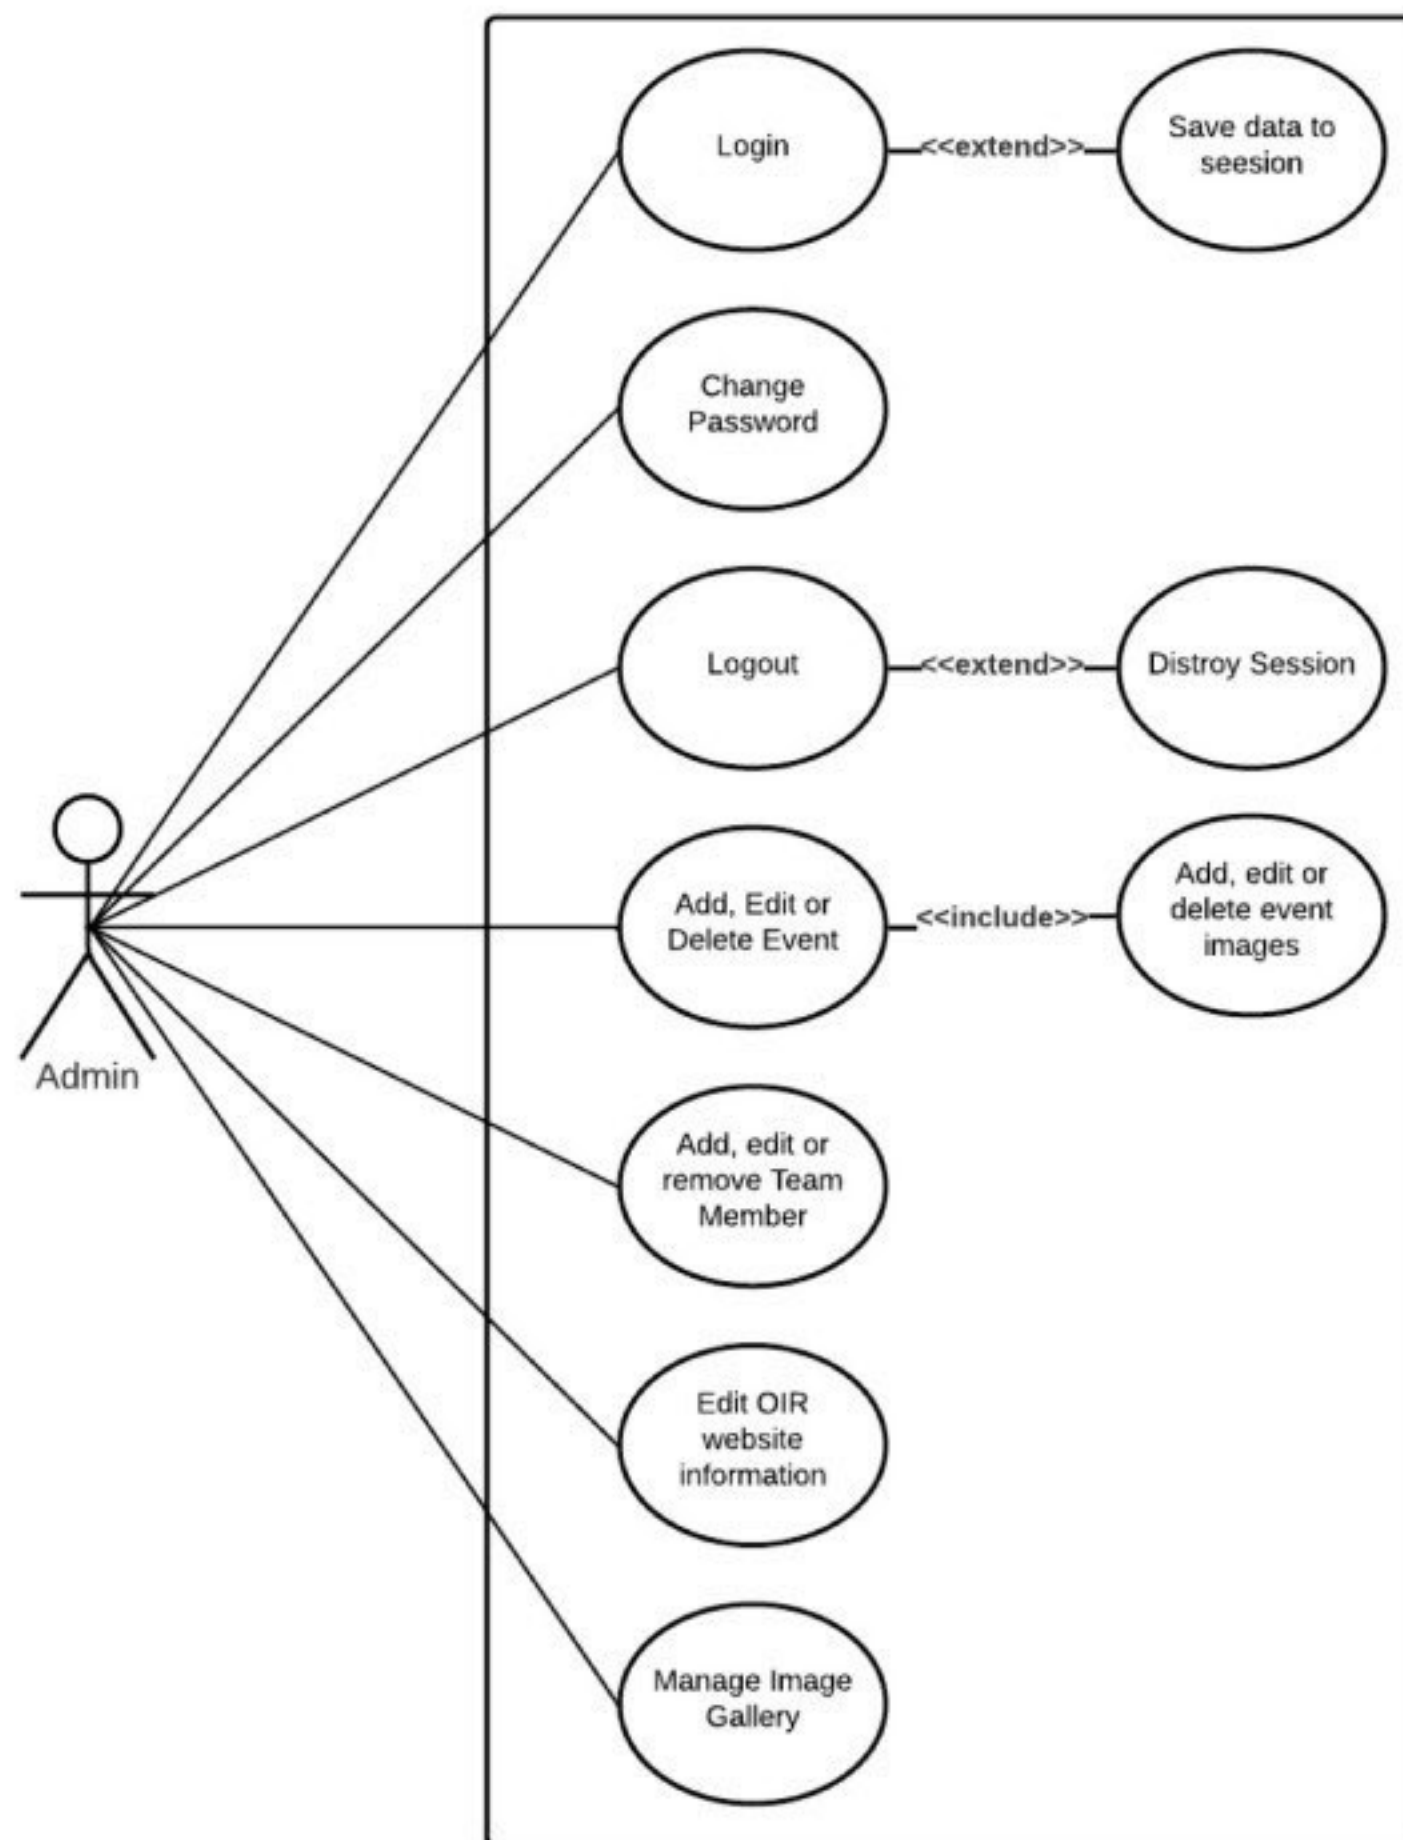 Login
<<extend>>
Save data to
seesion
Change
Password
Logout
<<extend>>
Distroy Session
Add, Edit or
Delete Event
<<include>>
Add, edit or
delete event
images
Admin
Add, edit or
remove Team
Member
Edit OIR
website
information
Manage Image
Gallery